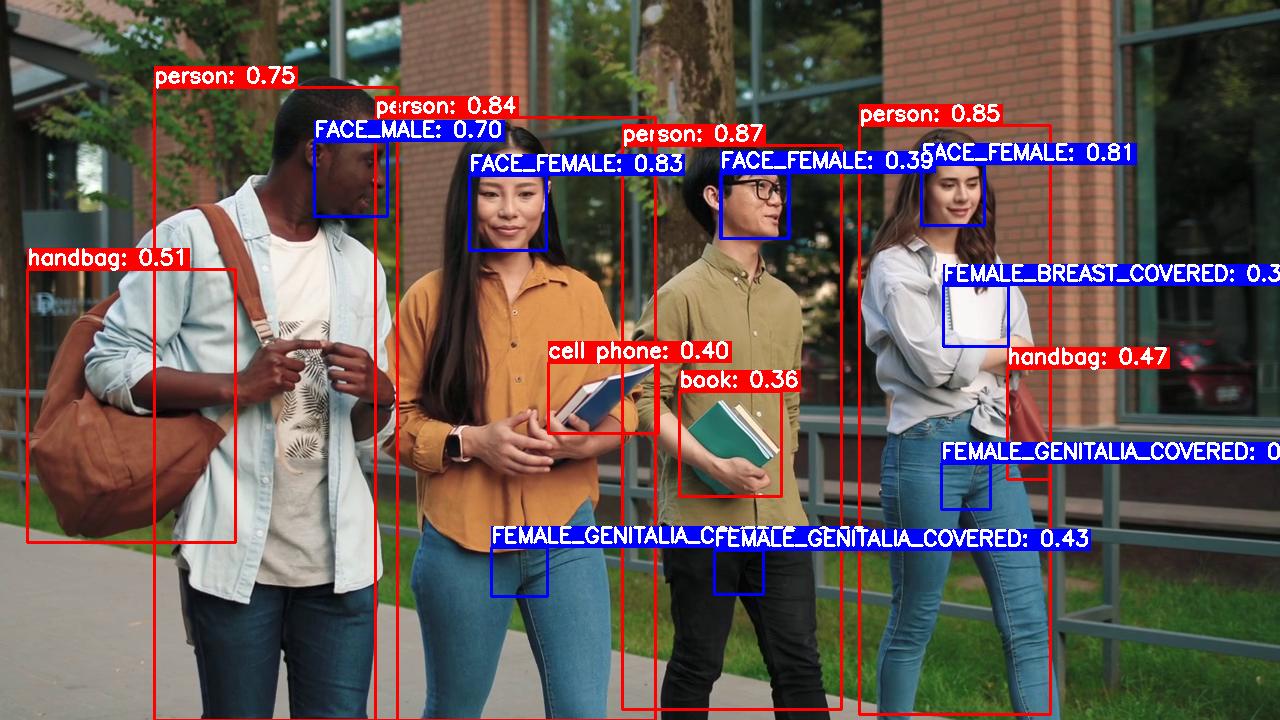 person: 0.75
person: 0.84
person: 0.87
person: 0.85
FACE_MALE: 0.70
FACE_FEMALE: 0.83
FACE_FEMALE: 0.39
FACE_FEMALE: 0.81
handbag: 0.51
FEMALE_BREAST_COVERED: 0.3
cell phone: 0.40
handbag: 0.47
book: 0.36
FEMALE_GENITALIA_COVERED: 0
FEMALE_GENITALIA_C
FEMALE_GENITALIA_COVERED: 0.43